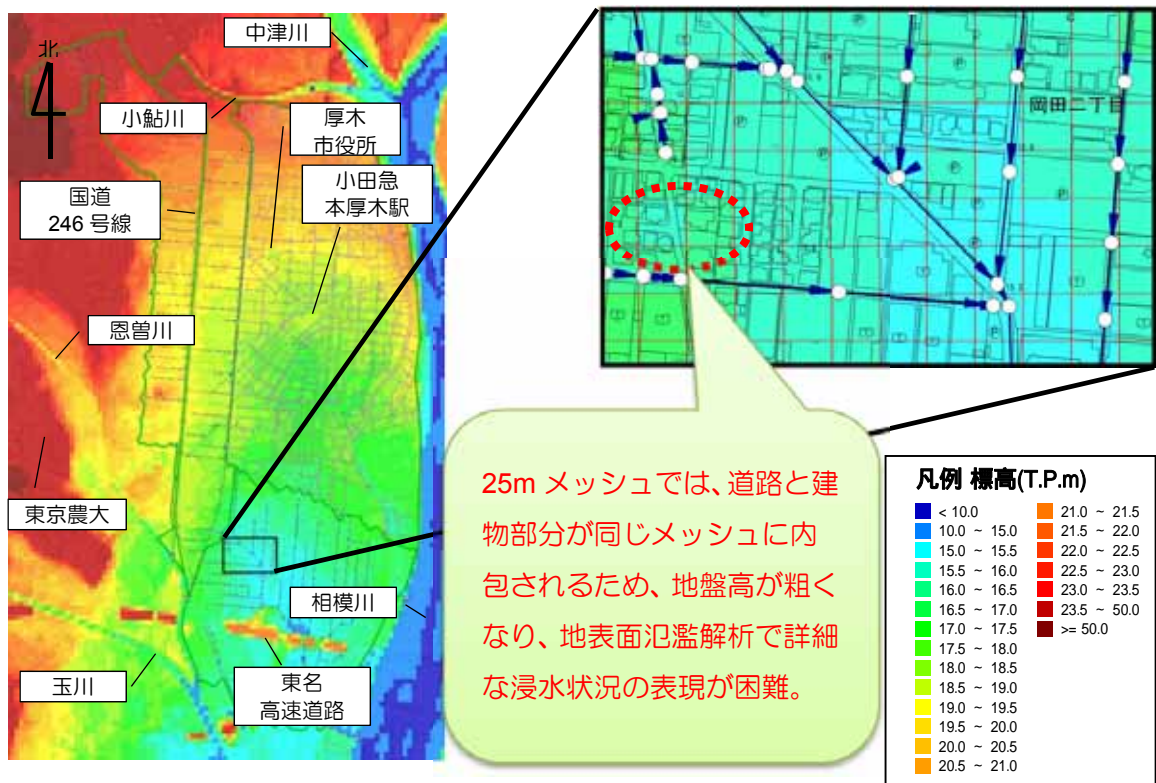 北
中津川
小鮎川
厚木
市役所
小田急
本厚木駅
国道
246 号線
恩曽川
東京農大
相模川
玉川
東名
高速道路
岡田二丁目
25m メッシュでは、道路と建
物部分が同じメッシュに内
包されるため、地盤高が粗く
なり、地表面氾濫解析で詳細
な浸水状況の表現が困難。
凡例 標高(T.P.m)
< 10.0
10.0 ~ 15.0
15.0 ~ 15.5
15.5 ~ 16.0
16.0 ~ 16.5
16.5 ~ 17.0
17.0 ~ 17.5
17.5 ~ 18.0
18.0 ~ 18.5
18.5 ~ 19.0
19.0 ~ 19.5
19.5 ~ 20.0
20.0 ~ 20.5
20.5 ~ 21.0
21.0 ~ 21.5
21.5 ~ 22.0
22.0 ~ 22.5
22.5 ~ 23.0
23.0 ~ 23.5
23.5 ~ 50.0
>= 50.0